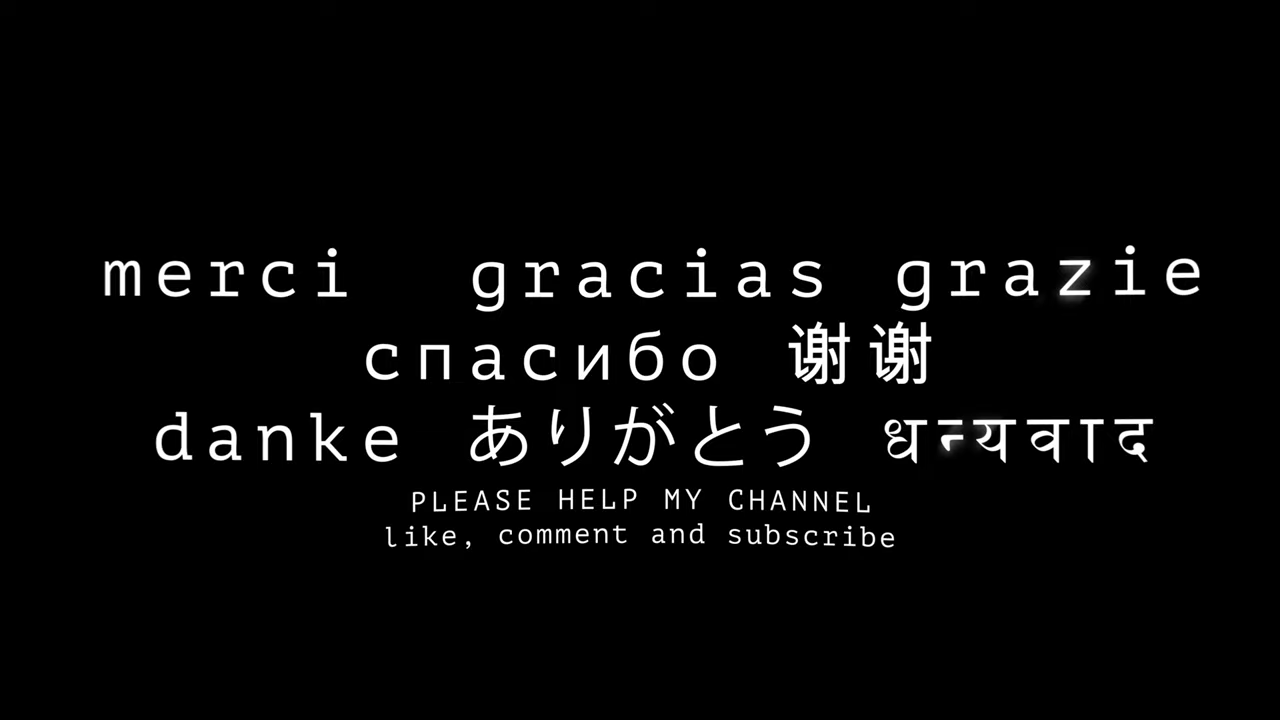 merci gracias grazie
спасибо 谢谢
danke ありがとう धन्यवाद
PLEASE HELP MY CHANNEL
like, comment and subscribe